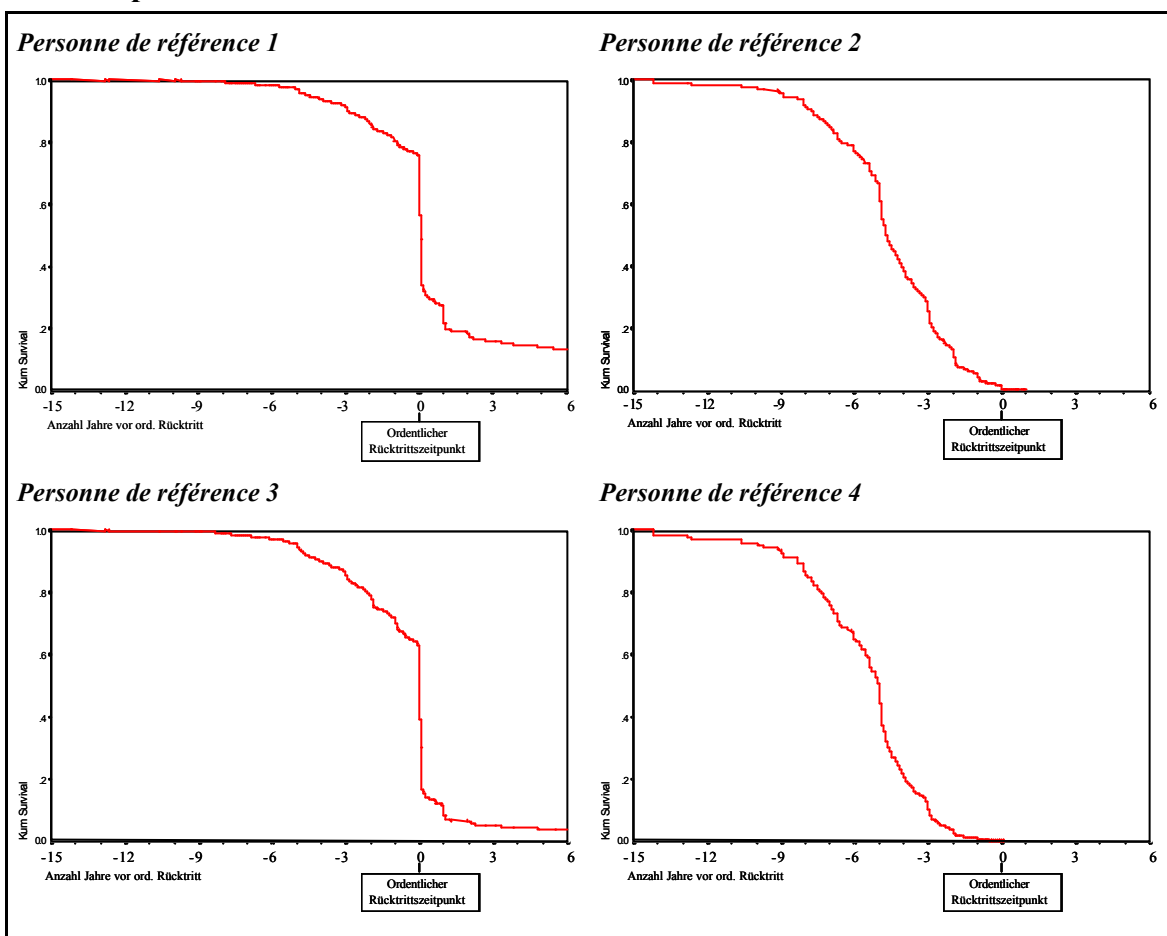 Personne de référence 1
1.0
.8
.6
.4
.2
0.0
Kum Survival
-15 -12 -9 -6 -3 0 3 6
Anzahl Jahre vor ord. Rücktritt
Ordentlicher
Rücktrittszeitpunkt
Personne de référence 2
1.0
.8
.6
.4
.2
0.0
Kum Survival
-15 -12 -9 -6 -3 0 3 6
Anzahl Jahre vor ord. Rücktritt
Ordentlicher
Rücktrittszeitpunkt
Personne de référence 3
1.0
.8
.6
.4
.2
0.0
Kum Survival
-15 -12 -9 -6 -3 0 3 6
Anzahl Jahre vor ord. Rücktritt
Ordentlicher
Rücktrittszeitpunkt
Personne de référence 4
1.0
.8
.6
.4
.2
0.0
Kum Survival
-15 -12 -9 -6 -3 0 3 6
Anzahl Jahre vor ord. Rücktritt
Ordentlicher
Rücktrittszeitpunkt